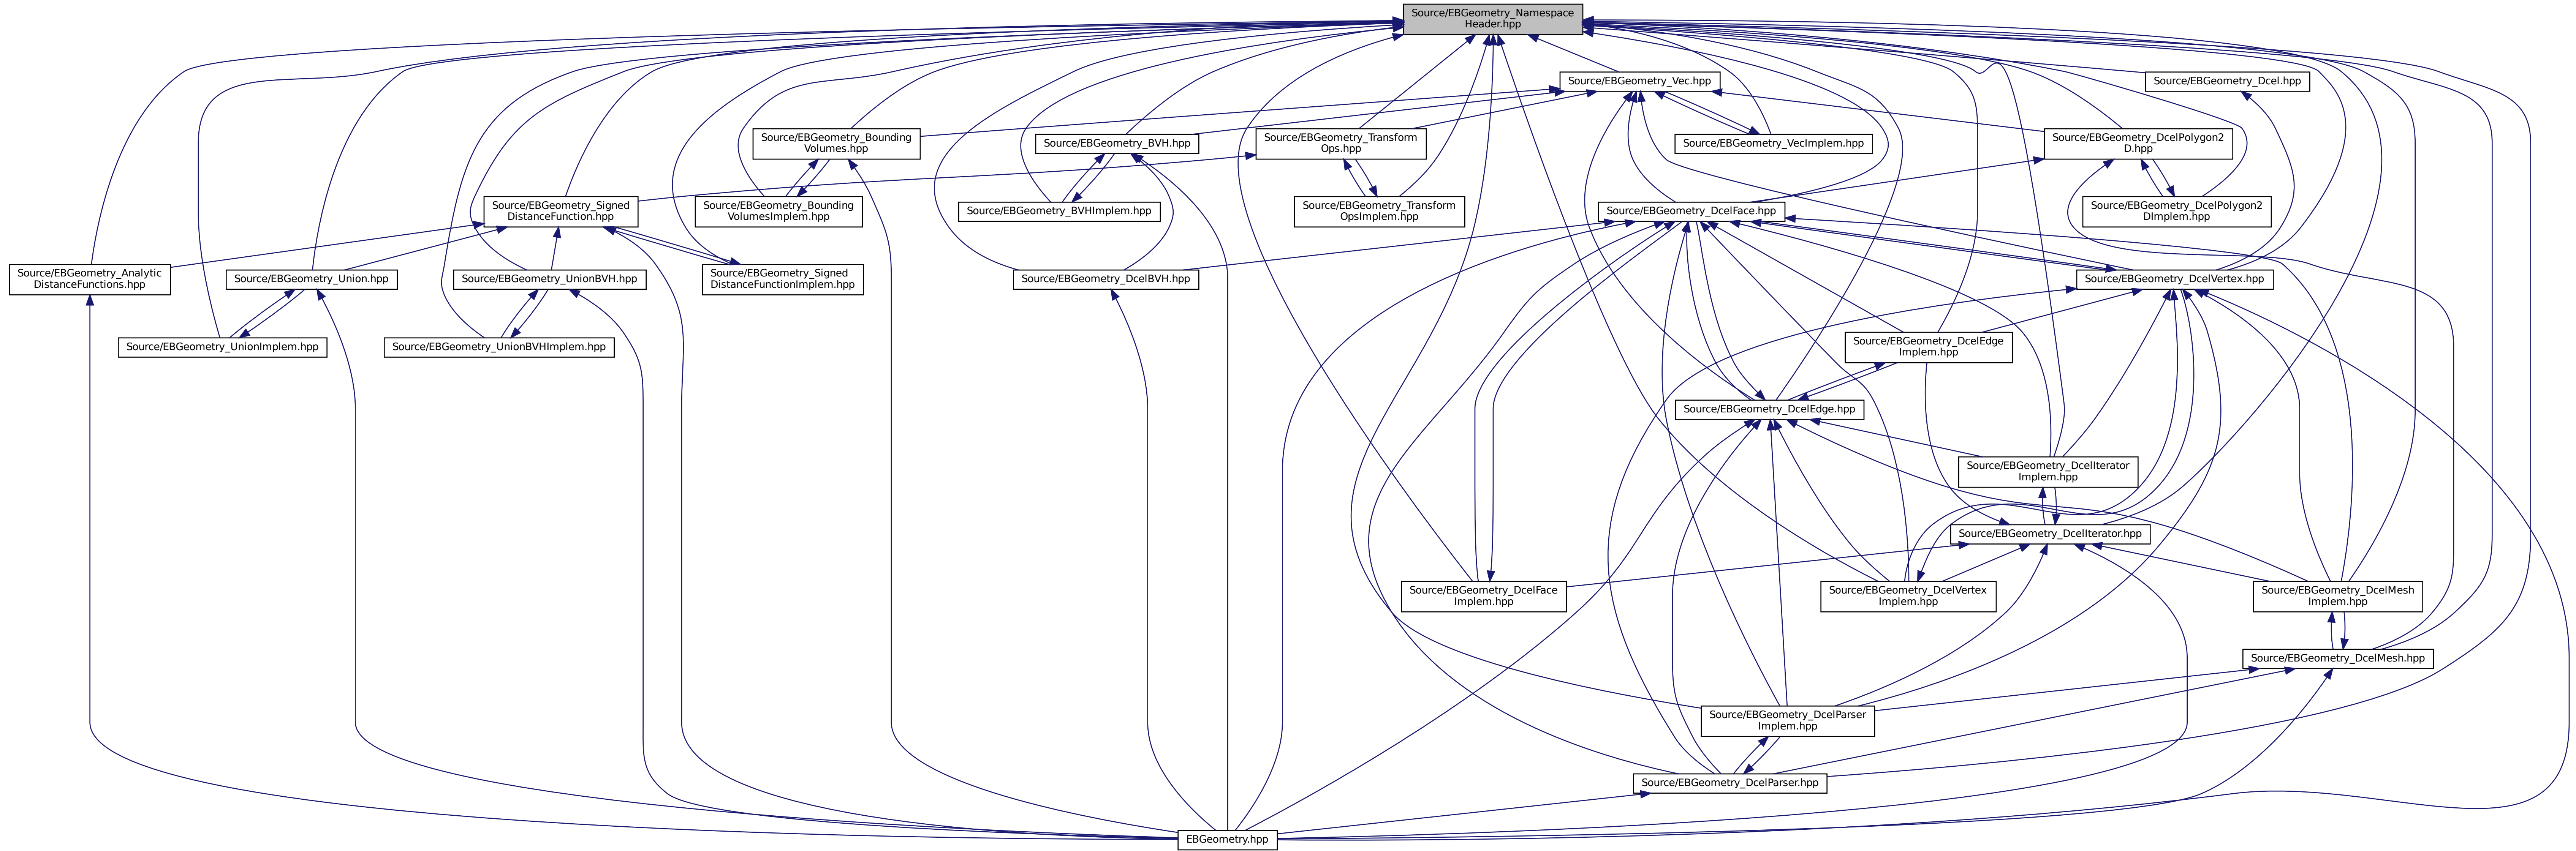 Source/EBGeometry_Namespace
Header.hpp
Source/EBGeometry_Vec.hpp
Source/EBGeometry_Dcel.hpp
Source/EBGeometry_Bounding
Volumes.hpp
Source/EBGeometry_BVH.hpp
Source/EBGeometry_Transform
Ops.hpp
Source/EBGeometry_VecImplem.hpp
Source/EBGeometry_DcelPolygon2
D.hpp
Source/EBGeometry_Signed
DistanceFunction.hpp
Source/EBGeometry_Bounding
VolumesImplem.hpp
Source/EBGeometry_BVHImplem.hpp
Source/EBGeometry_Transform
OpsImplem.hpp
Source/EBGeometry_DcelFace.hpp
Source/EBGeometry_DcelPolygon2
DImplem.hpp
Source/EBGeometry_Analytic
DistanceFunctions.hpp
Source/EBGeometry_Union.hpp
Source/EBGeometry_UnionBVH.hpp
Source/EBGeometry_Signed
DistanceFunctionImplem.hpp
Source/EBGeometry_DcelBVH.hpp
Source/EBGeometry_DcelVertex.hpp
Source/EBGeometry_UnionImplem.hpp
Source/EBGeometry_UnionBVHImplem.hpp
Source/EBGeometry_DcelEdge
Implem.hpp
Source/EBGeometry_DcelEdge.hpp
Source/EBGeometry_DcelIterator
Implem.hpp
Source/EBGeometry_DcelIterator.hpp
Source/EBGeometry_DcelFace
Implem.hpp
Source/EBGeometry_DcelVertex
Implem.hpp
Source/EBGeometry_DcelMesh
Implem.hpp
Source/EBGeometry_DcelMesh.hpp
Source/EBGeometry_DcelParser
Implem.hpp
Source/EBGeometry_DcelParser.hpp
EBGeometry.hpp